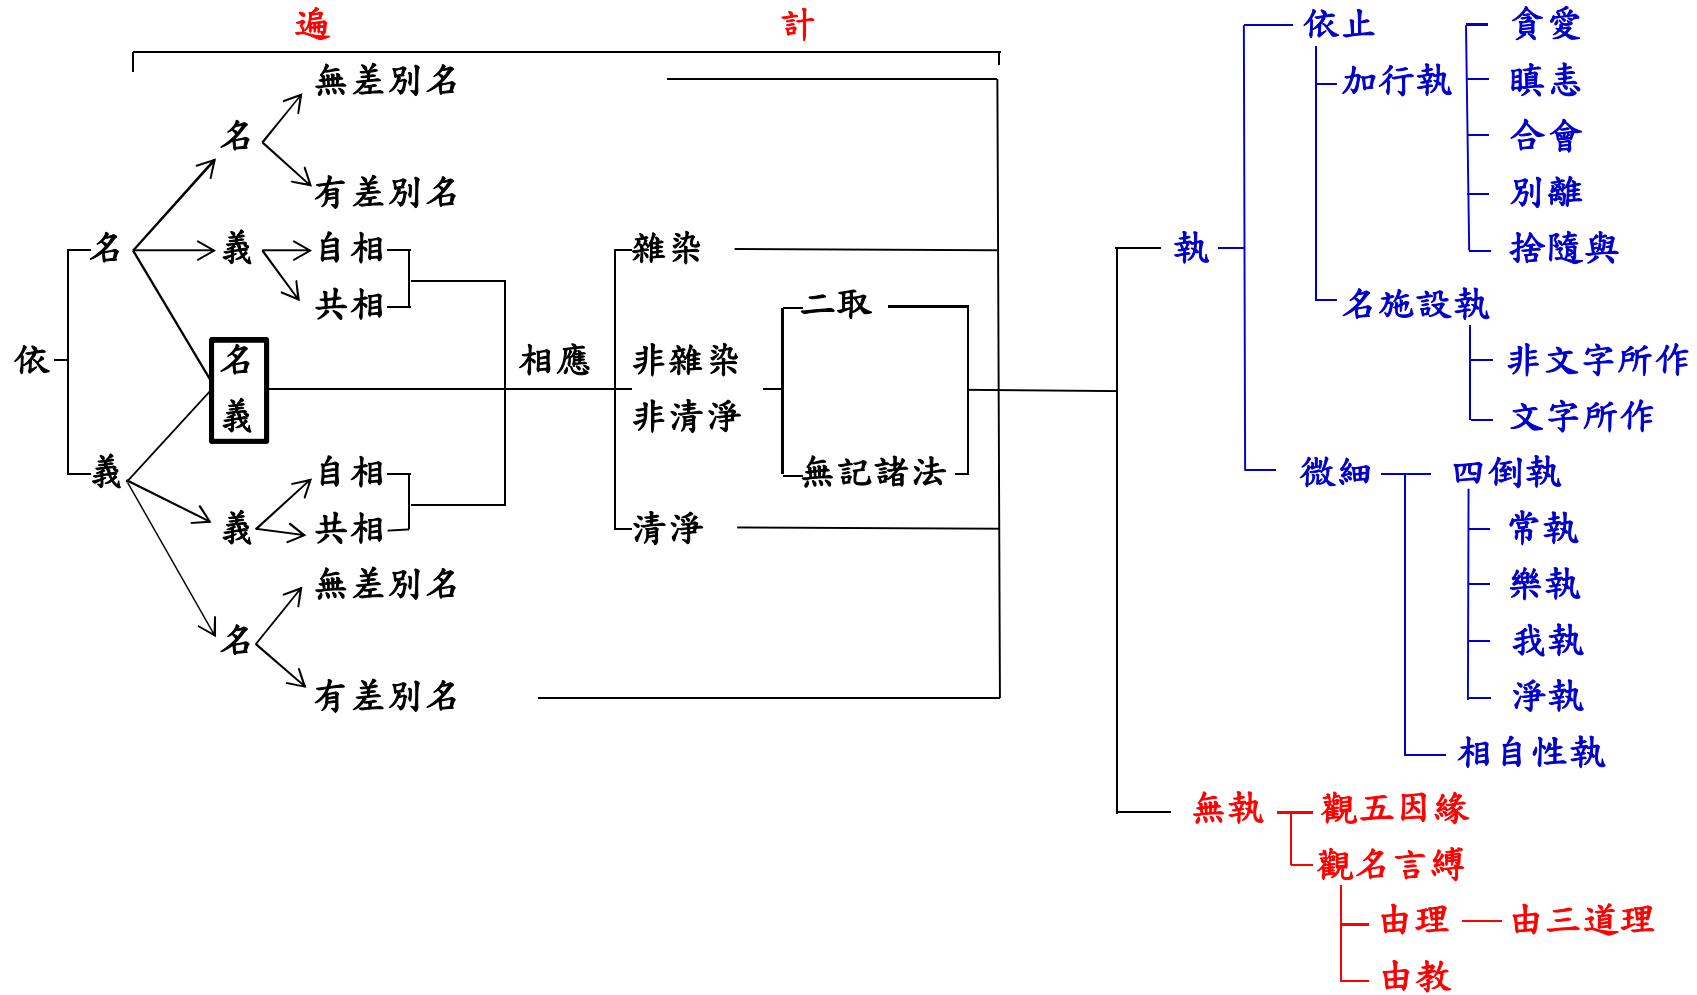 遍 計
無差別名
名
有差別名
名 義 自相 雜染
共相 二取
依 名 相應 非雜染
義 非清淨
義 自相 無記諸法
義 共相 清淨
無差別名
名
有差別名
依止 貪愛
加行執 瞋恚
合會
別離
執 捨隨與
名施設執
非文字所作
文字所作
微細 四倒執
常執
樂執
我執
淨執
相自性執
無執 觀五因緣
觀名言縛
由理 由三道理
由教